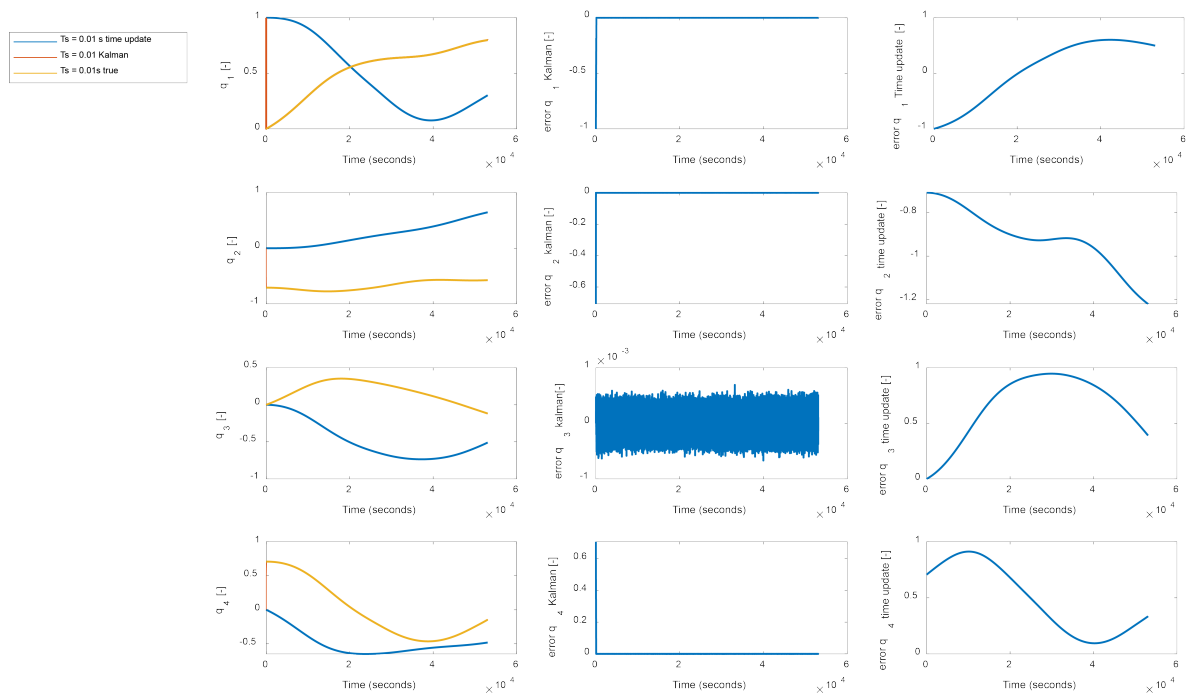 Ts = 0.01 s time update
Ts = 0.01 Kalman
Ts = 0.01s true
q 1 [-]
1
0.5
0
0 2 4 6
Time (seconds)
× 10 4
error q 1 Kalman [-]
0
-0.5
-1
0 2 4 6
Time (seconds)
× 10 4
error q 1 Time update [-]
1
0
-1
0 2 4 6
Time (seconds)
× 10 4
q 2 [-]
1
0
-1
0 2 4 6
Time (seconds)
× 10 4
error q 2 kalman [-]
0
-0.2
-0.4
-0.6
0 2 4 6
Time (seconds)
× 10 4
error q 2 time update [-]
-0.8
-1
-1.2
0 2 4 6
Time (seconds)
× 10 4
q 3 [-]
0.5
0
-0.5
-1
0 2 4 6
Time (seconds)
× 10 4
error q 3 kalman[-]
× 10 -3
1
0
-1
0 2 4 6
Time (seconds)
× 10 4
error q 3 time update [-]
1
0.5
0
0 2 4 6
Time (seconds)
× 10 4
q 4 [-]
1
0.5
0
-0.5
0 2 4 6
Time (seconds)
× 10 4
error q 4 Kalman [-]
0.6
0.4
0.2
0
0 2 4 6
Time (seconds)
× 10 4
error q 4 time update [-]
1
0.5
0
0 2 4 6
Time (seconds)
× 10 4